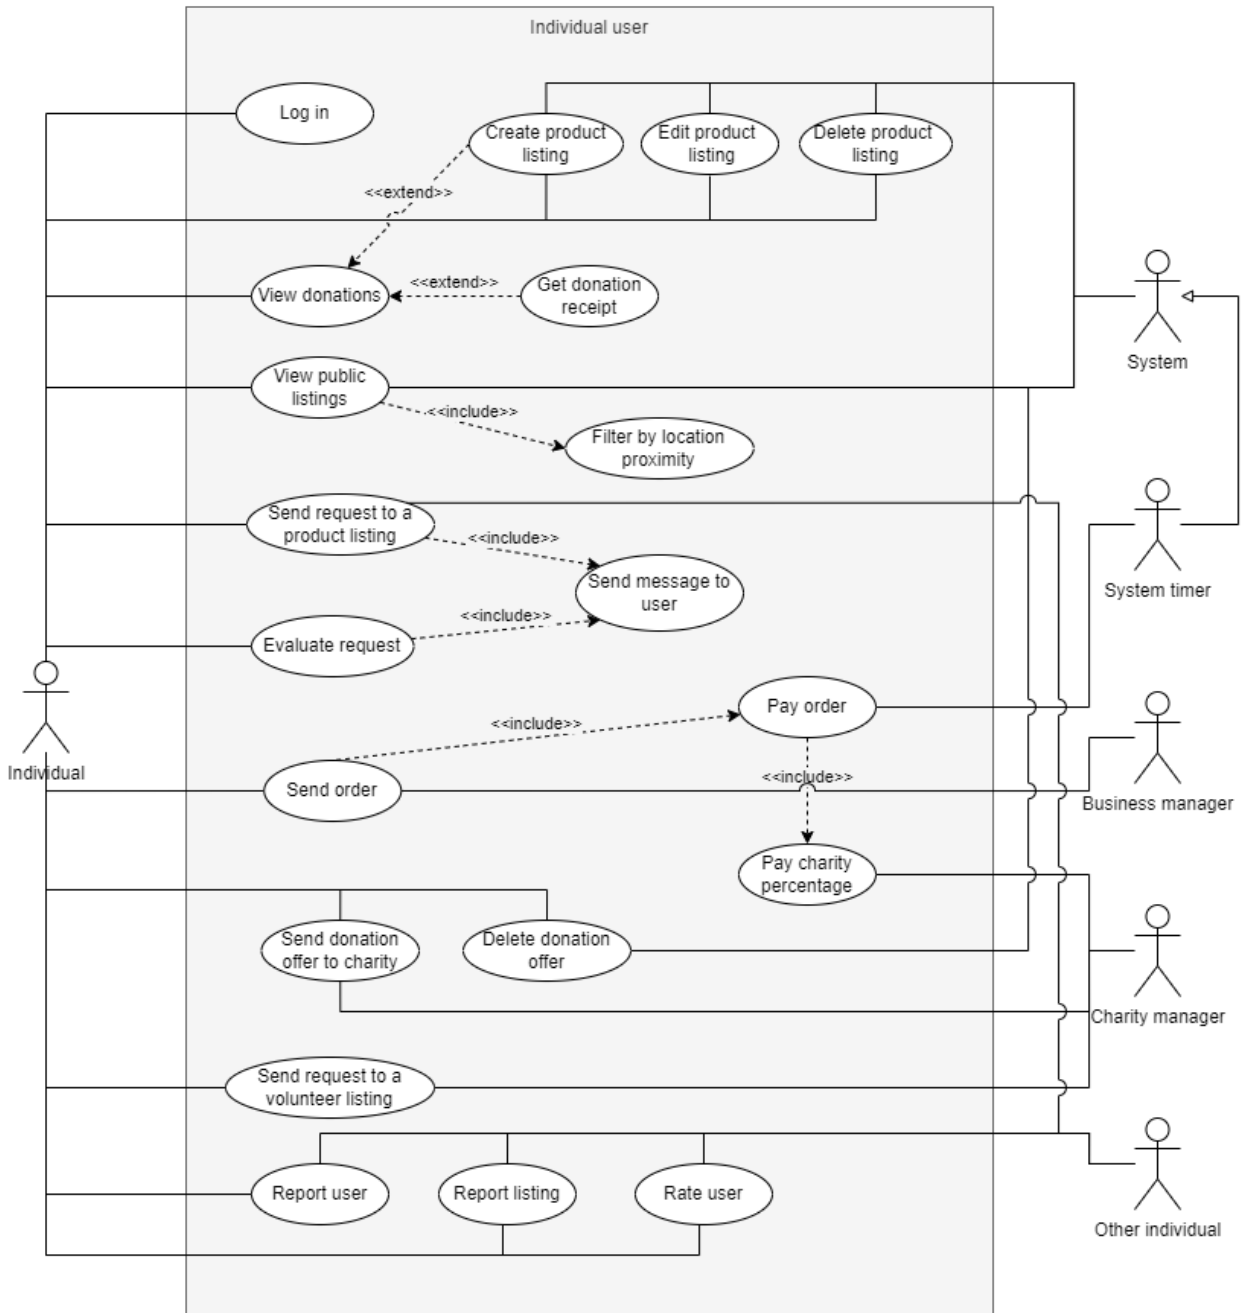 Individual user
Log in
Create product
listing
Edit product
listing
Delete product
listing
<<extend>>
View donations
<<extend>>
Get donation
receipt
System
View public
listings
<<include>>
Filter by location
proximity
Send request to a
product listing
<<include>>
Send message to
user
System timer
<<include>>
Evaluate request
Pay order
<<include>>
Individual
Send order
<<include>>
Business manager
Pay charity
percentage
Send donation
offer to charity
Delete donation
offer
Charity manager
Send request to a
volunteer listing
Report user
Report listing
Rate user
Other individual